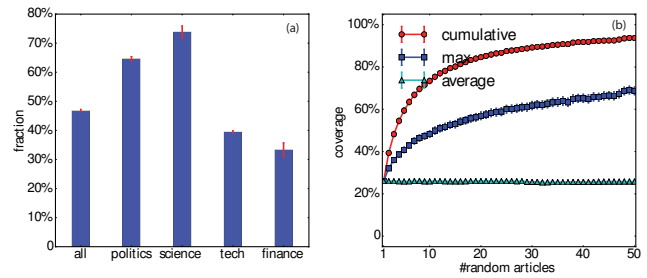 (a)
80%
70%
60%
50%
40%
30%
20%
10%
0
fraction
all politics science tech finance
(b)
100%
80%
60%
40%
20%
0
coverage
cumulative
max
average
1 10 20 30 40 50
#random articles